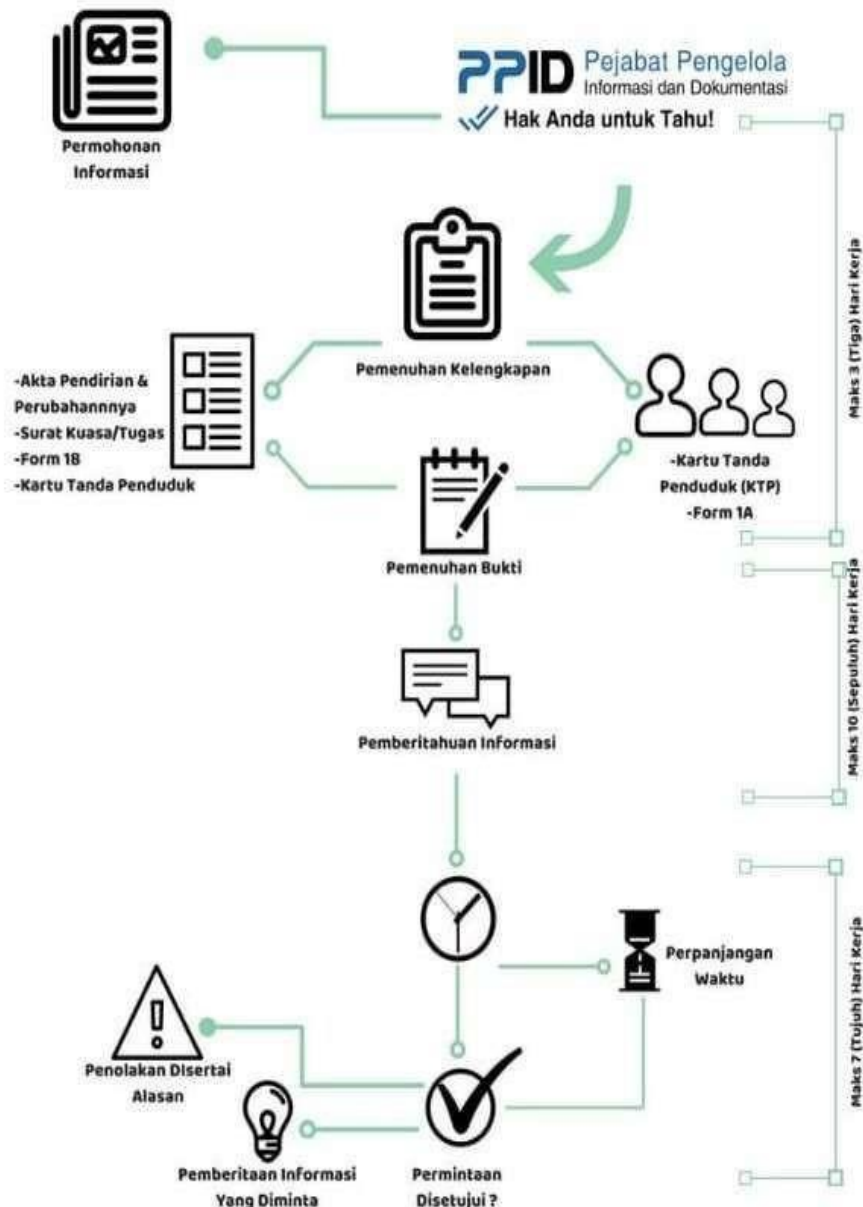 PPID Pejabat Pengelola
Informasi dan Dokumentasi
Hak Anda untuk Tahu!
Permohonan
Informasi
Maks 3 (Tiga) Hari Kerja
Pemenuhan Kelengkapan
-Akta Pendirian &
Perubahannnya
-Surat Kuasa/Tugas
-Form 1B
-Kartu Tanda Penduduk
-Kartu Tanda
Penduduk (KTP)
-Form 1A
Pemenuhan Bukti
Maks 10 (Sepuluh) Hari Kerja
Pemberitahuan Informasi
Perpanjangan
Waktu
Maks 7 (Tujuh) Hari Kerja
Penolakan Disertai
Alasan
Pemberitaan Informasi
Yang Diminta
Permintaan
Disetujui ?